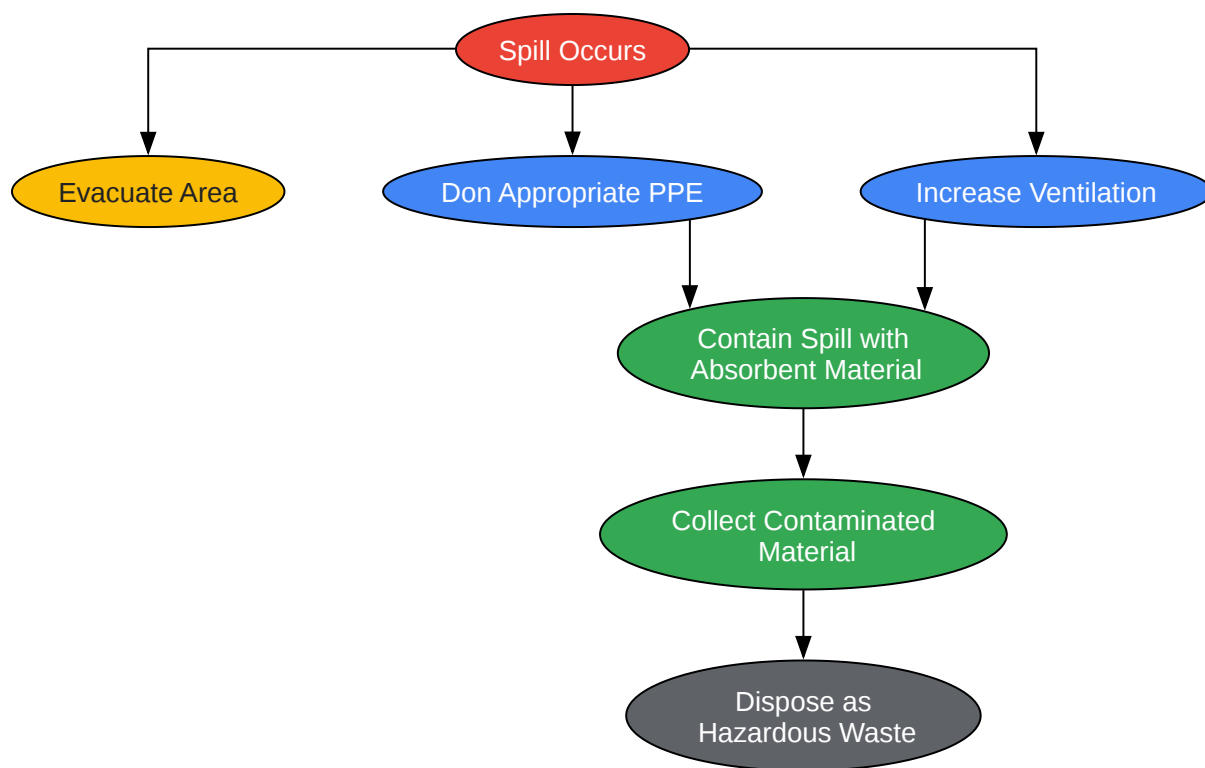 Spill Occurs
Evacuate Area
Don Appropriate PPE
Increase Ventilation
Contain Spill with
Absorbent Material
Collect Contaminated
Material
Dispose as
Hazardous Waste